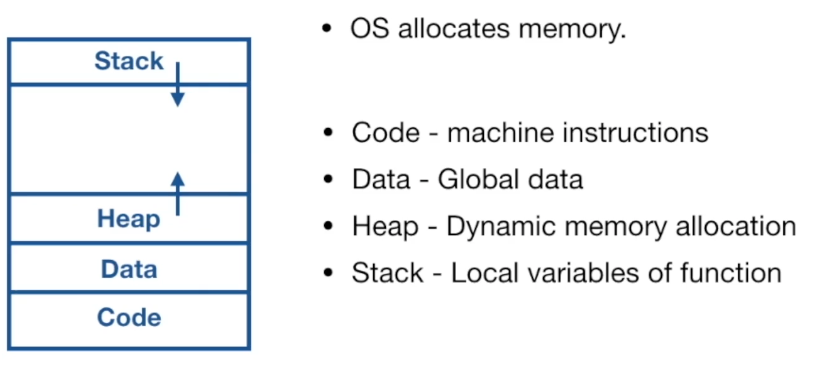 Stack
Heap
Data
Code
• OS allocates memory.
• Code - machine instructions
• Data - Global data
• Heap - Dynamic memory allocation
• Stack - Local variables of function